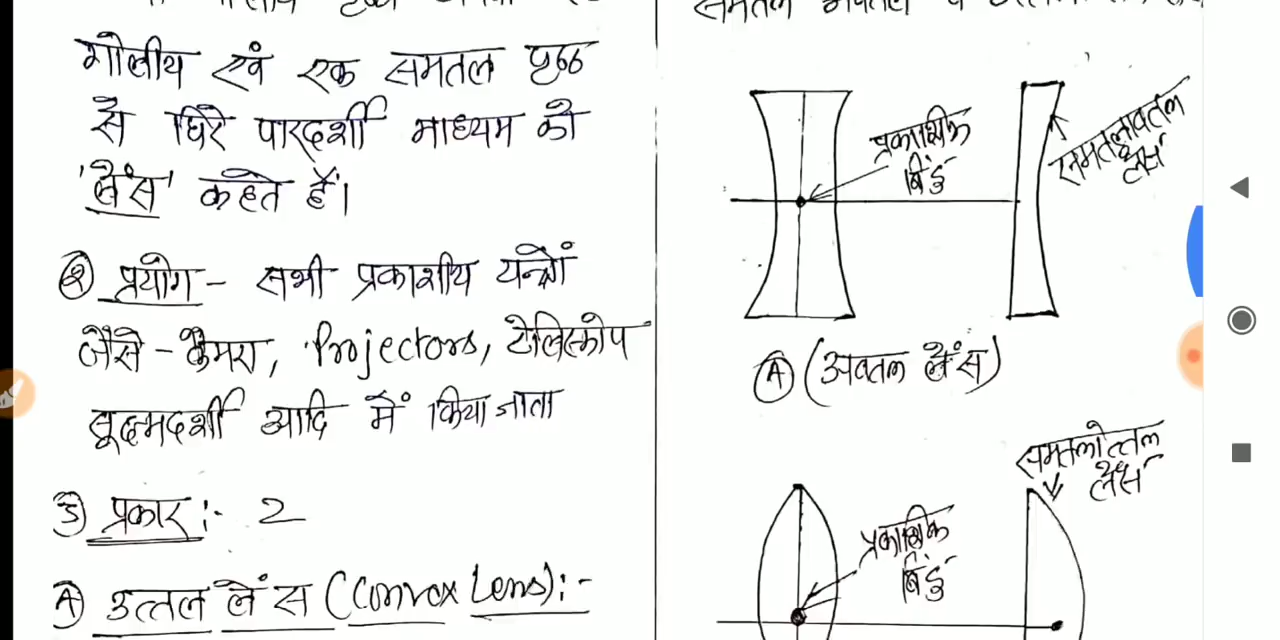 गोलीय एवं एक समतल पृष्ठ
से घिरे पारदर्शी माध्यम को
'लैंस' कहते हैं।
② प्रयोग - सभी प्रकाशीय यन्त्रों
जैसे - कैमरा, Projectors, टेलिस्कोप
सूक्ष्मदर्शी आदि में किया जाता
3) प्रकार :- 2
A) उत्तल लेंस (Convex Lens) :-
प्रकाशिक
बिंदु
समतलावतल
लेंस
(A) (अवतल लैंस)
समतलोत्तल
लेंस
प्रकाशिक
बिंदु